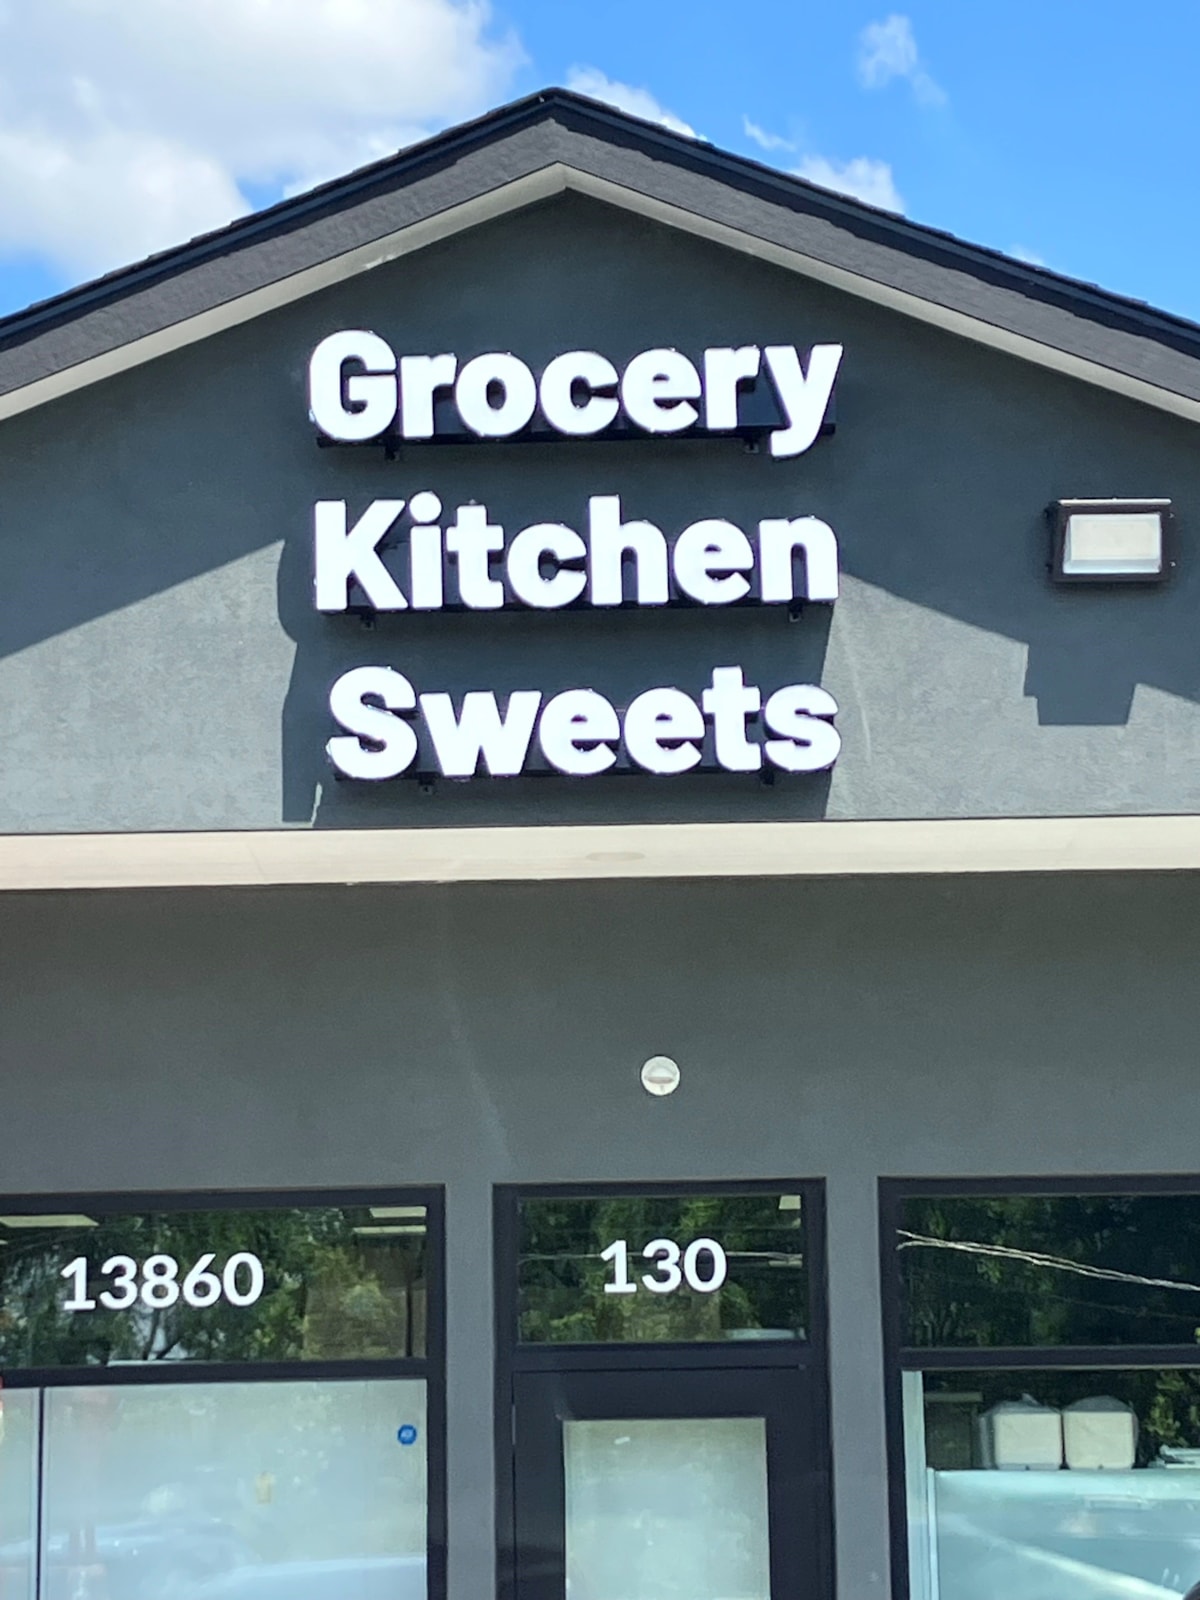 Grocery
Kitchen
Sweets
13860
130